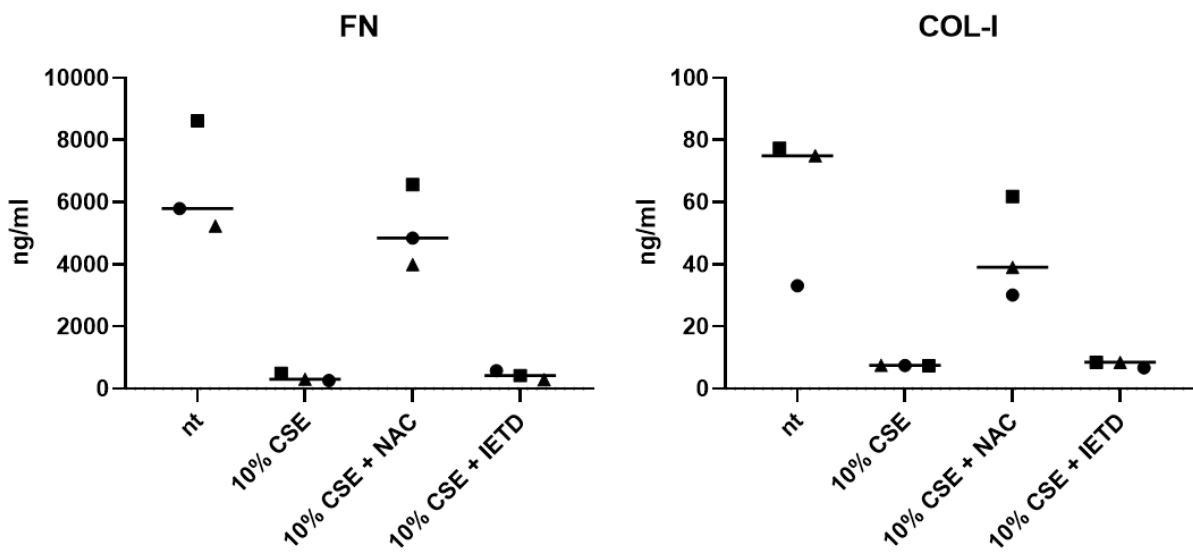 FN
10000
8000
6000
4000
2000
0
ng/ml
nt
10% CSE
10% CSE + NAC
10% CSE + IETD
COL-I
100
80
60
40
20
0
ng/ml
nt
10% CSE
10% CSE + NAC
10% CSE + IETD